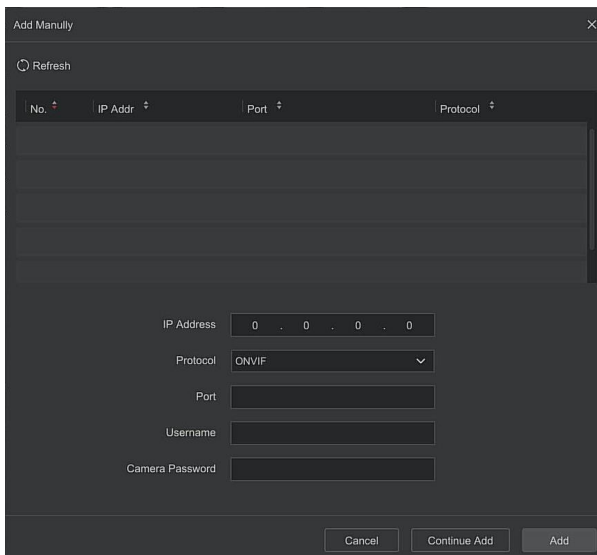 Add Manully
Refresh
No. IP Addr Port Protocol
IP Address 0 . 0 . 0 . 0
Protocol ONVIF
Port
Username
Camera Password
Cancel Continue Add Add